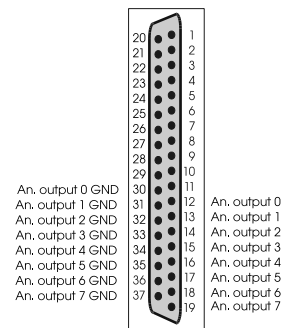 20 1
21 2
22 3
23 4
24 5
25 6
26 7
27 8
28 9
29 10
An. output 0 GND 30 11
An. output 1 GND 31 12 An. output 0
An. output 2 GND 32 13 An. output 1
An. output 3 GND 33 14 An. output 2
An. output 4 GND 34 15 An. output 3
An. output 5 GND 35 16 An. output 4
An. output 6 GND 36 17 An. output 5
An. output 7 GND 37 18 An. output 6
19 An. output 7